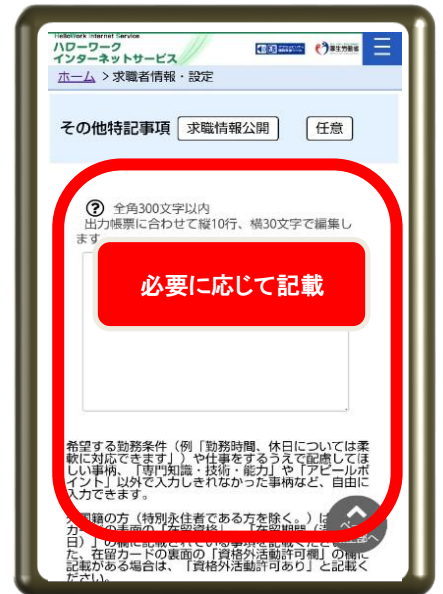 HelloWork Internet Service
ハローワーク
インターネットサービス
厚生労働省
ホーム > 求職者情報・設定
その他特記事項 求職情報公開 任意
? 全角300文字以内
出力帳票に合わせて縦10行、横30文字で編集し
ます
必要に応じて記載
希望する勤務条件（例「勤務時間、休日については柔
軟に対応できます」）や仕事をするうえで配慮してほ
しい事柄、「専門知識・技術・能力」や「アピールポ
イント」以外で入力しきれなかった事柄など、自由に
入力できます。
国籍の方（特別永住者である方を除く。）は
カードの表面の「在留資格」「在留期間（
日）」の欄に記載されている事項を記載ください
た、在留カードの裏面の「資格外活動許可欄」の欄に
記載がある場合は、「資格外活動許可あり」と記載く
ださい。